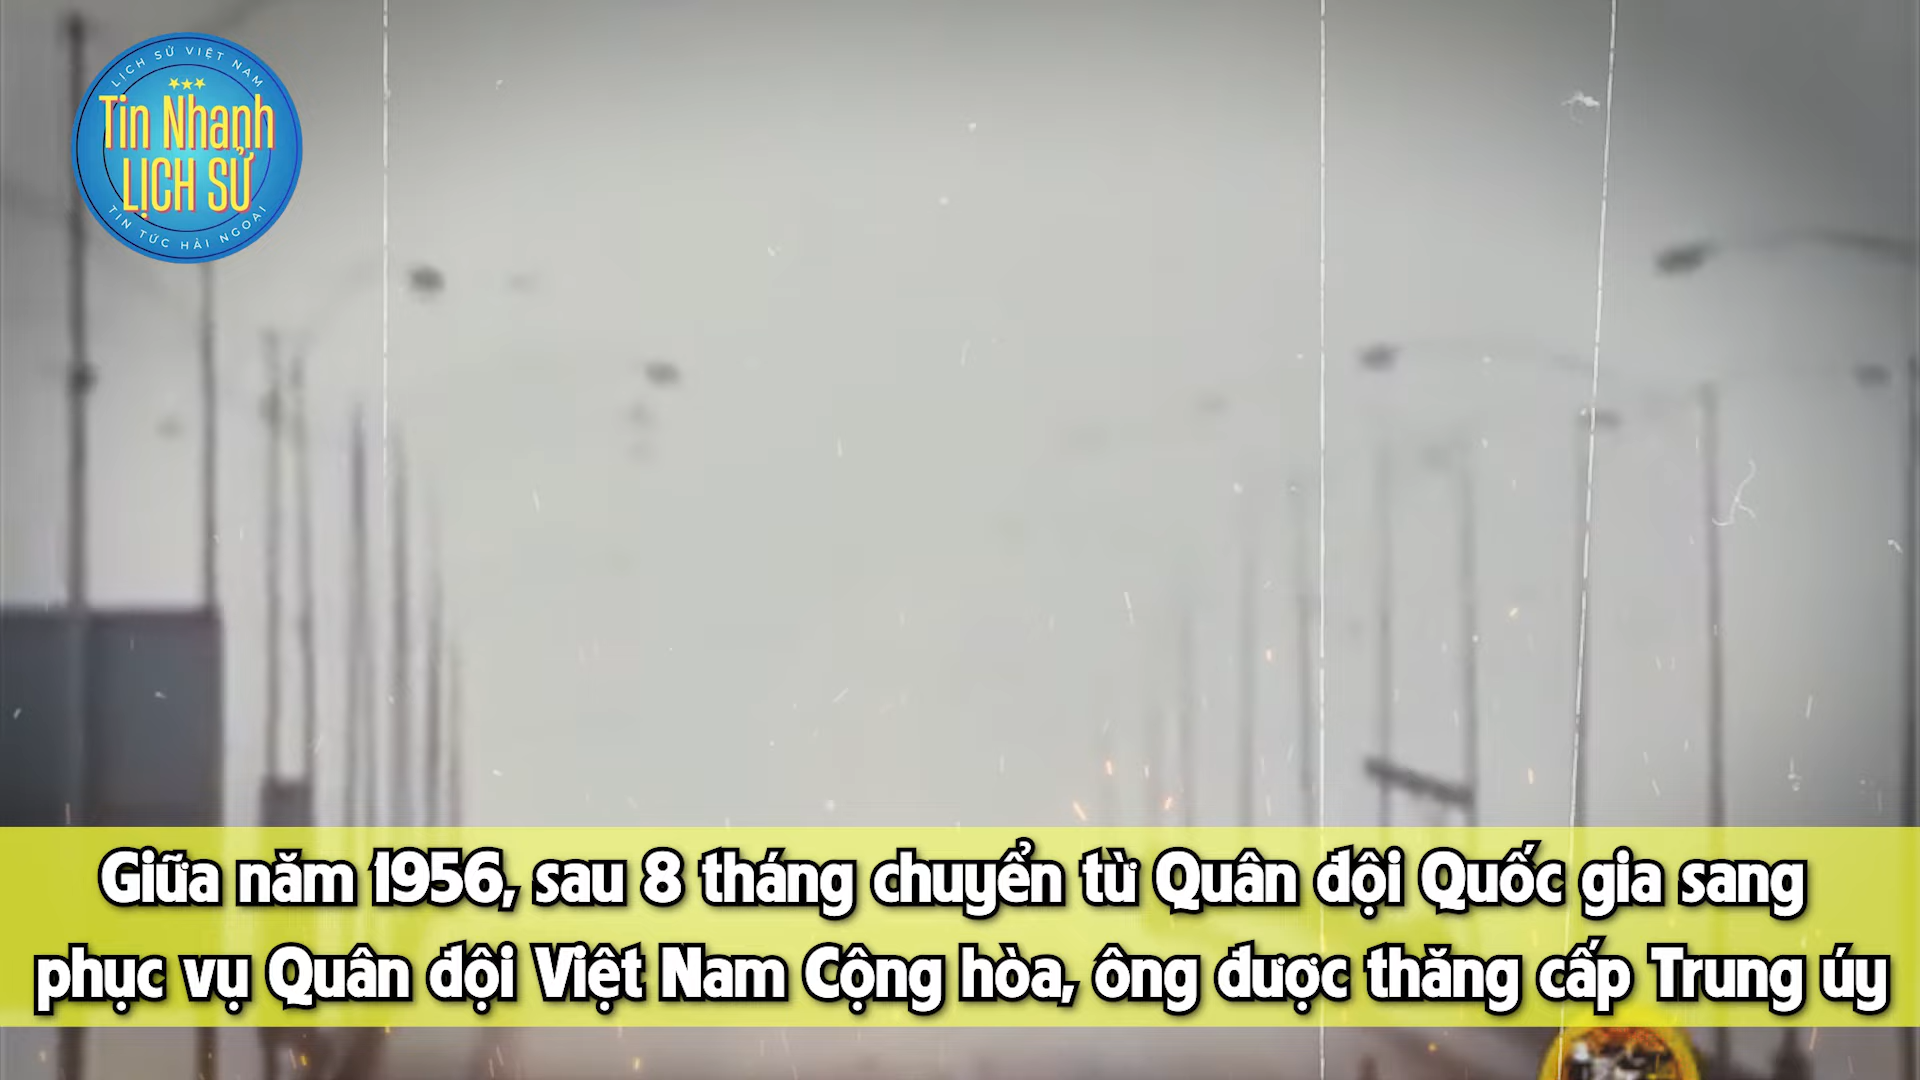 LỊCH SỬ VIỆT NAM
Tin Nhanh
LỊCH SỬ
TIN TỨC HẢI NGOẠI
Giữa năm 1956, sau 8 tháng chuyển từ Quân đội Quốc gia sang
phục vụ Quân đội Việt Nam Cộng hòa, ông được thăng cấp Trung úy